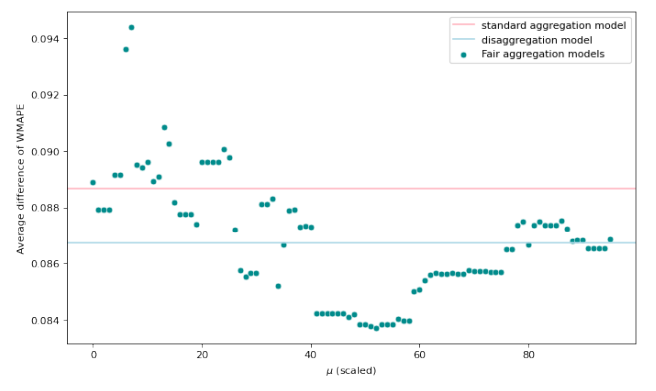 standard aggregation model
disaggregation model
Fair aggregation models
0.094
0.092
0.090
0.088
0.086
0.084
Average difference of WMAPE
0
20
40
60
80
μ (scaled)